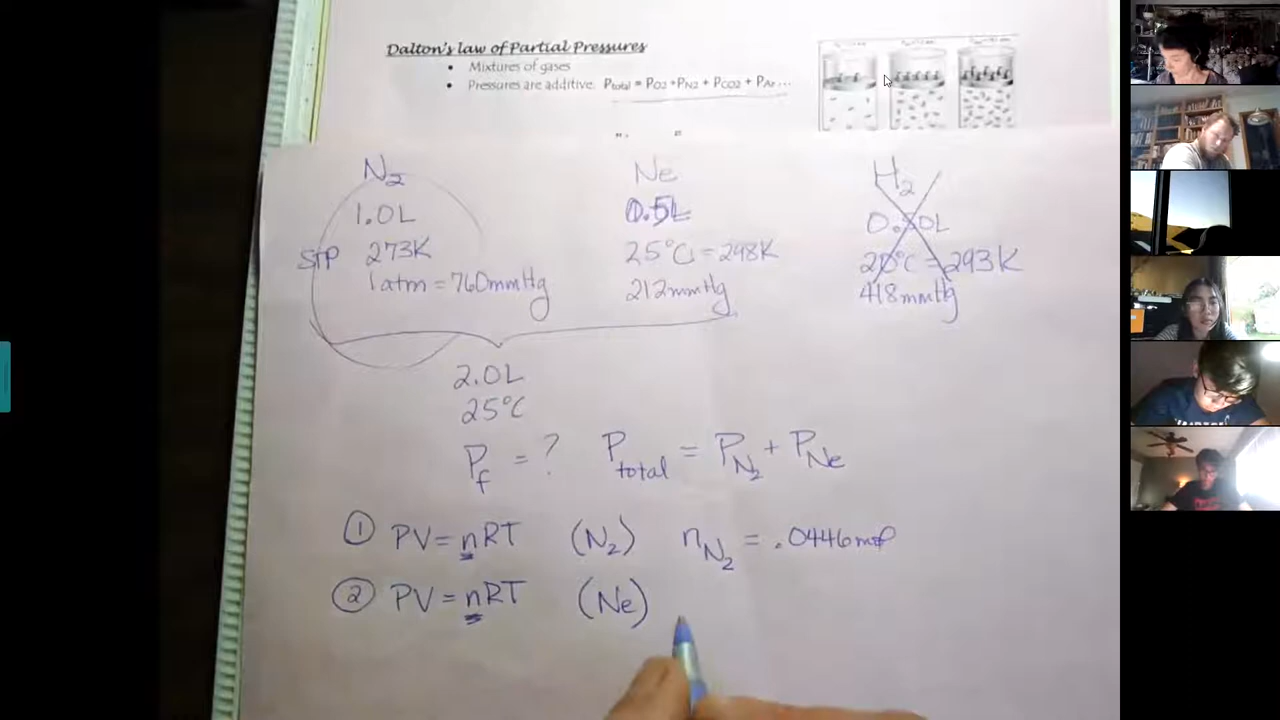 Dalton's law of Partial Pressures
• Mixtures of gases
• Pressures are additive. Ptotal = PO2 +PN2 + PCO2 + PAr ...
N₂
1.0L
STP 273K
1atm = 760mmHg
Ne
0.5L
25°C = 298K
212mmHg
H₂
0.50L
20°C = 293K
418mmHg
2.0L
25°C
Pf = ? Ptotal = PN₂ + PNe
① PV = nRT (N₂) nN₂ = .0446mol
② PV = nRT (Ne)